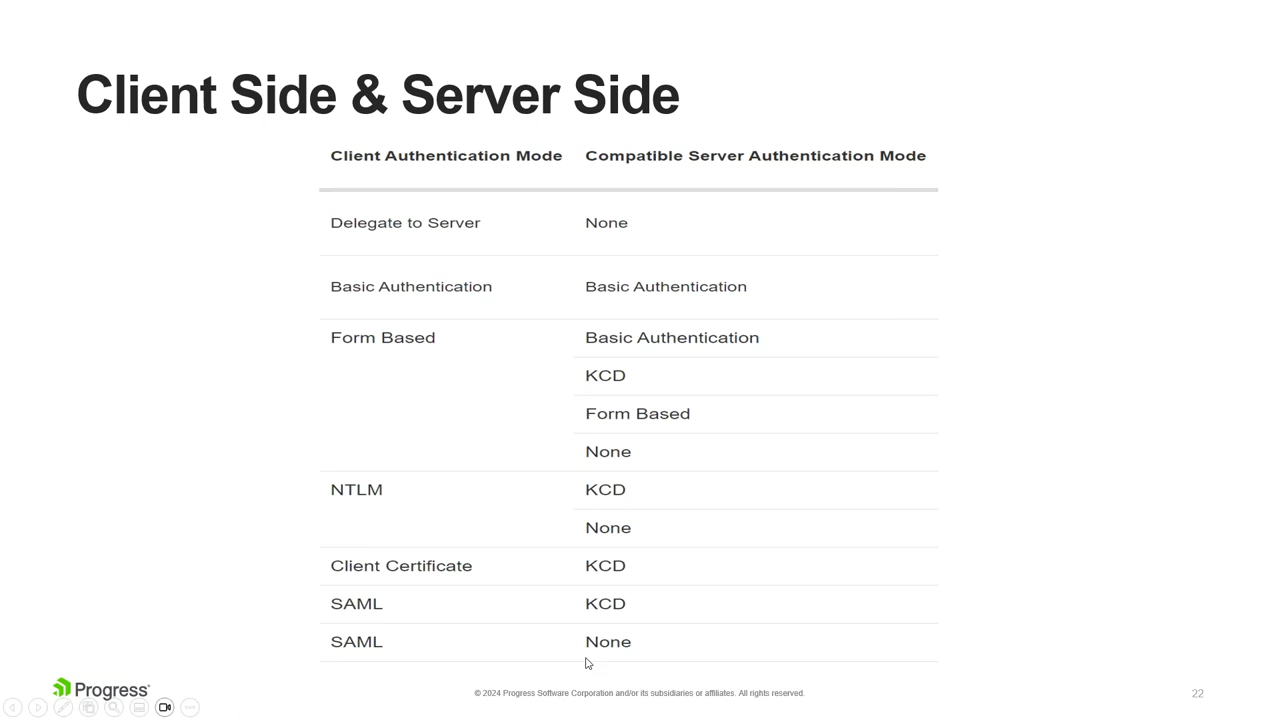 Client Side & Server Side
Client Authentication Mode Compatible Server Authentication Mode
Delegate to Server None
Basic Authentication Basic Authentication
Form Based Basic Authentication
KCD
Form Based
None
NTLM KCD
None
Client Certificate KCD
SAML KCD
SAML None
Progress®
© 2024 Progress Software Corporation and/or its subsidiaries or affiliates. All rights reserved.
22